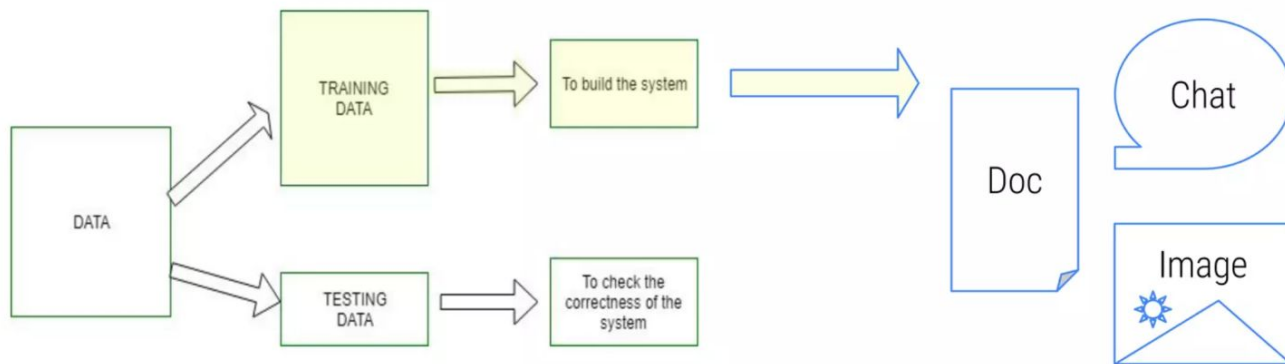 DATA
TRAINING
DATA
To build the system
TESTING
DATA
To check the
correctness of the
system
Doc
Chat
Image